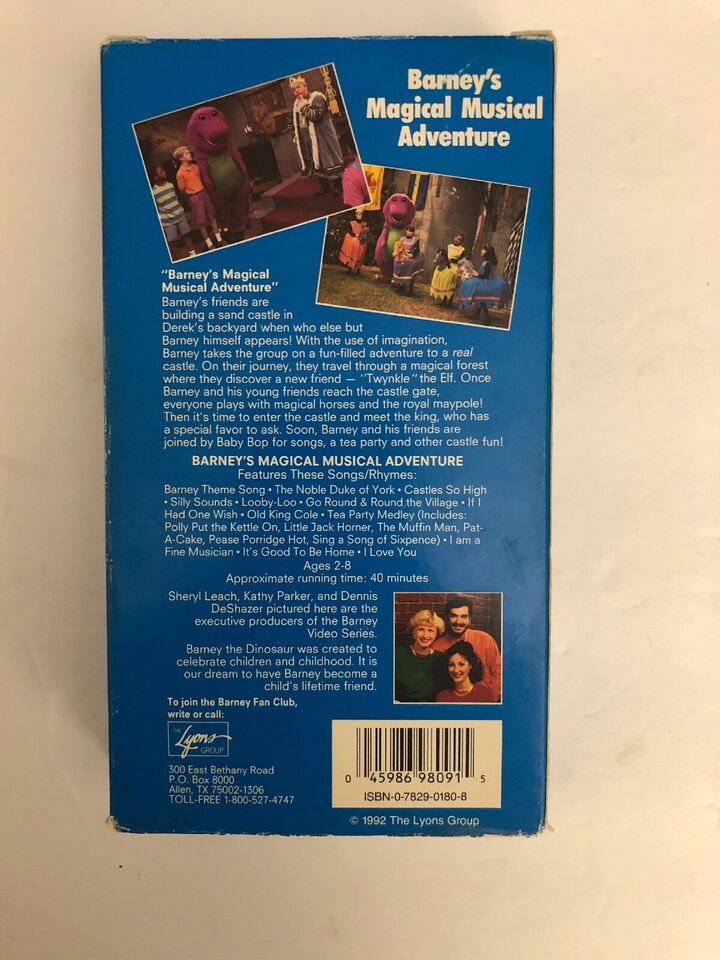 Barney's
Magical Musical
Adventure
"Barney's Magical
Musical Adventure"
Barney's friends are
building a sand castle in
Derek's backyard when who else but
Barney himself appears! With the use of imagination,
Barney takes the group on a fun-filled adventure to a real
castle. On their journey, they travel through a magical forest
where they discover a new friend — "Twynkle" the Elf. Once
Barney and his young friends reach the castle gate,
everyone plays with magical horses and the royal maypole!
Then it's time to enter the castle and meet the king, who has
a special favor to ask. Soon, Barney and his friends are
joined by Baby Bop for songs, a tea party and other castle fun!
BARNEY'S MAGICAL MUSICAL ADVENTURE
Features These Songs/Rhymes:
Barney Theme Song • The Noble Duke of York • Castles So High
• Silly Sounds • Looby-Loo • Go Round & Round the Village • If I
Had One Wish • Old King Cole • Tea Party Medley (Includes:
Polly Put the Kettle On, Little Jack Horner, The Muffin Man, Pat-
A-Cake, Pease Porridge Hot, Sing a Song of Sixpence) • I am a
Fine Musician • It's Good To Be Home • I Love You
Ages 2-8
Approximate running time: 40 minutes
Sheryl Leach, Kathy Parker, and Dennis
DeShazer pictured here are the
executive producers of the Barney
Video Series.
Barney the Dinosaur was created to
celebrate children and childhood. It is
our dream to have Barney become a
child's lifetime friend.
To join the Barney Fan Club,
write or call:
THE
Lyons
GROUP
300 East Bethany Road
P.O. Box 8000
Allen, TX 75002-1306
TOLL-FREE 1-800-527-4747
0 45986 98091 5
ISBN-0-7829-0180-8
© 1992 The Lyons Group